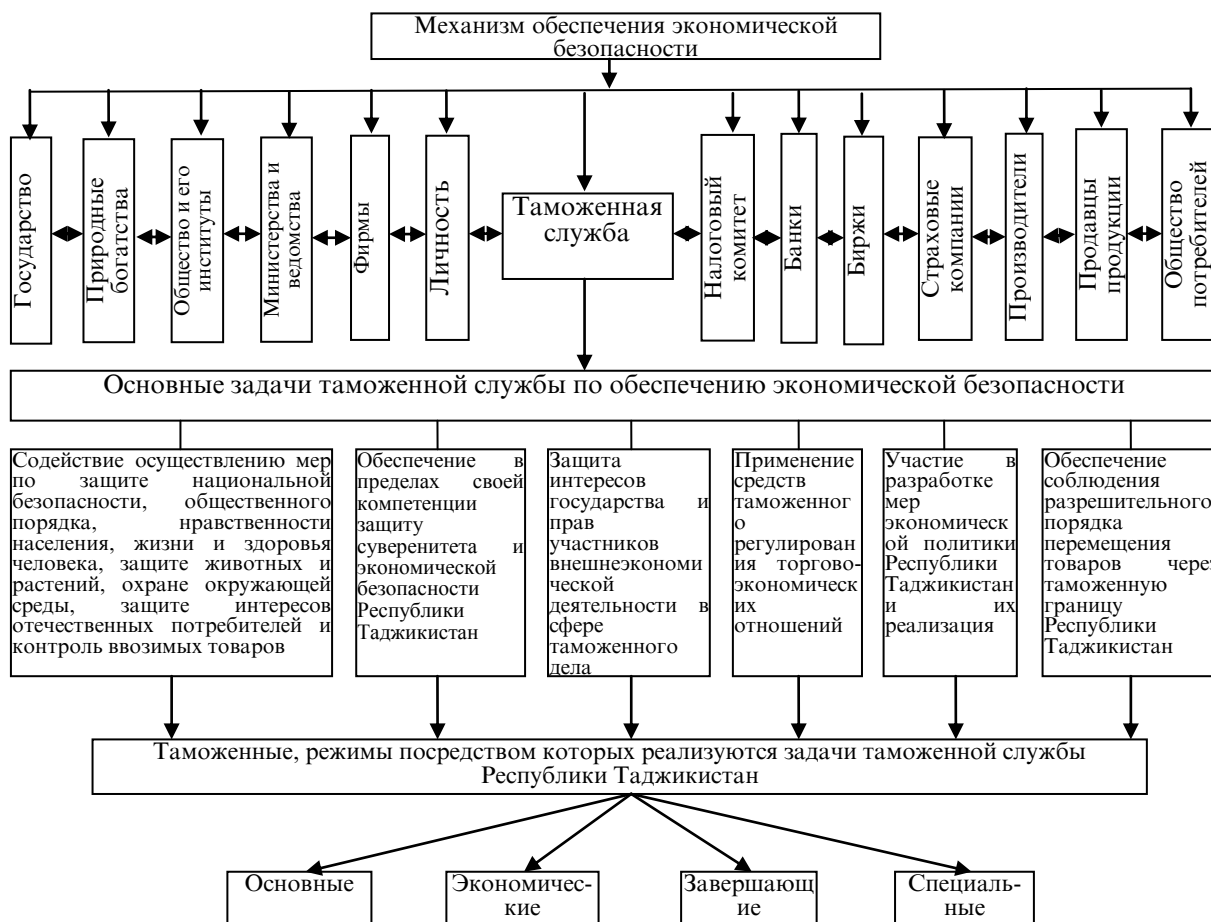 Механизм обеспечения экономической
безопасности
Государство
Природные
богатства
Общество и его
институты
Министерства и
ведомства
Фирмы
Личность
Таможенная
служба
Налоговый
комитет
Банки
Биржи
Страховые
компании
Производители
Продавцы
продукции
Общество
потребителей
Основные задачи таможенной службы по обеспечению экономической безопасности
Содействие осуществлению мер
по защите национальной
безопасности, общественного
порядка, нравственности
населения, жизни и здоровья
человека, защите животных и
растений, охране окружающей
среды, защите интересов
отечественных потребителей и
контроль ввозимых товаров
Обеспечение в
пределах своей
компетенции
защиту
суверенитета и
экономической
безопасности
Республики
Таджикистан
Защита
интересов
государства и
прав
участников
внешнеэкономи
ческой
деятельности в
сфере
таможенного
дела
Применение
средств
таможенног
о
регулирован
ия торгово-
экономическ
их
отношений
Участие в
разработке
мер
экономическ
ой политики
Республики
Таджикистан
и их
реализация
Обеспечение
соблюдения
разрешительного
порядка
перемещения
товаров через
таможенную
границу
Республики
Таджикистан
Таможенные, режимы посредством которых реализуются задачи таможенной службы
Республики Таджикистан
Основные
Экономичес-
кие
Завершающ
ие
Специаль-
ные